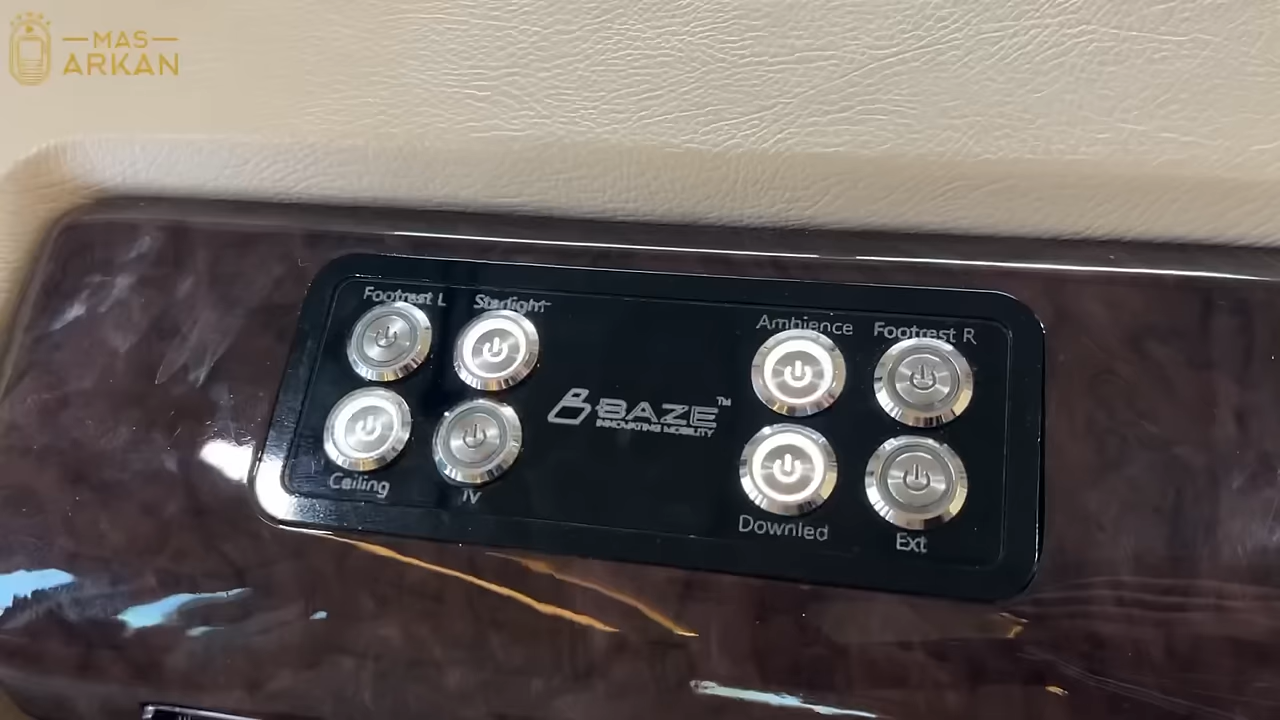 MAS
ARKAN
Footrest L
Starlight
Ambience
Footrest R
BAZE™
INNOVATING MOBILITY
Ceiling
TV
Downled
Ext